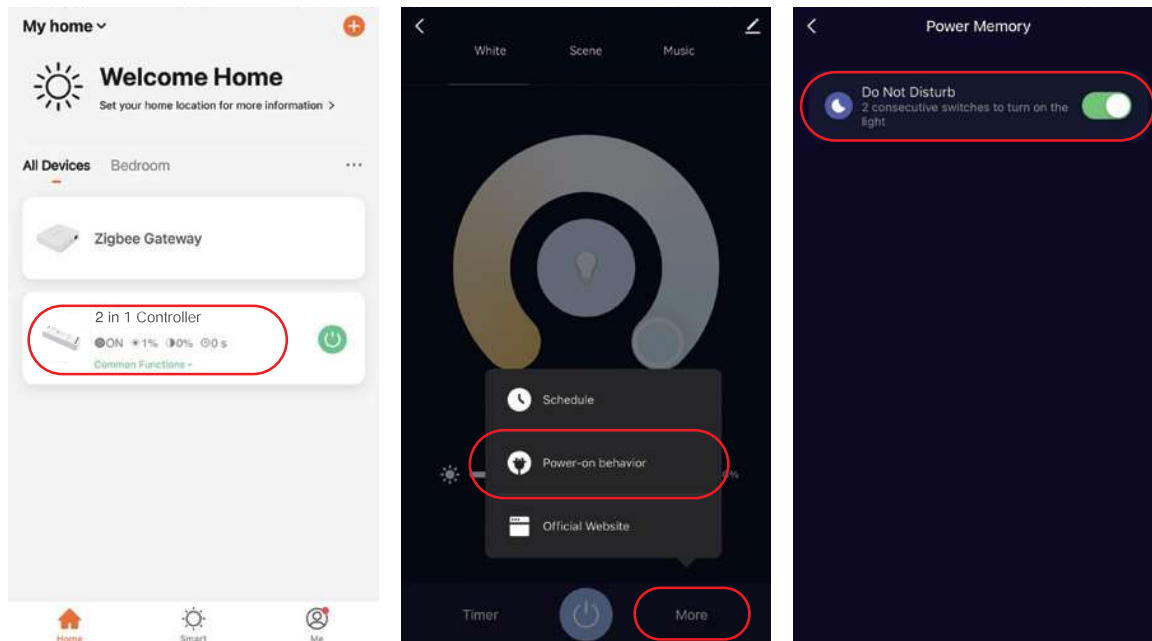 My home
Welcome Home
Set your home location for more information >
All Devices Bedroom ...
Zigbee Gateway
2 in 1 Controller
ON 1% 0% 0 s
Common Functions
Home Smart Me
White Scene Music
Schedule
Power-on behavior
Official Website
Timer More
Power Memory
Do Not Disturb
2 consecutive switches to turn on the
light